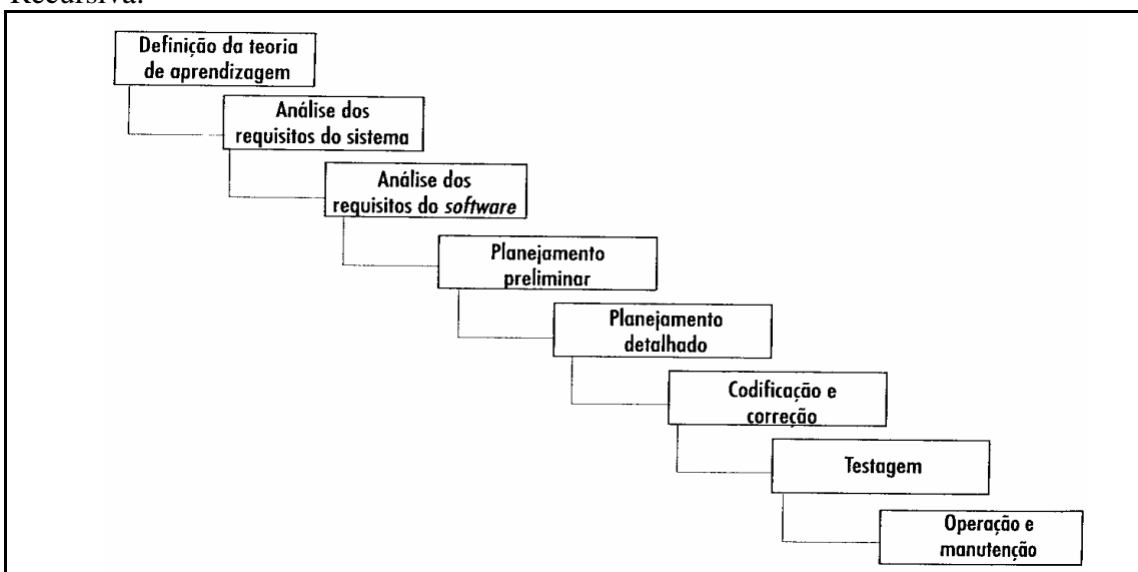 Recursiva.
Definição da teoria
de aprendizagem
Análise dos
requisitos do sistema
Análise dos
requisitos do software
Planejamento
preliminar
Planejamento
detalhado
Codificação e
correção
Testagem
Operação e
manutenção